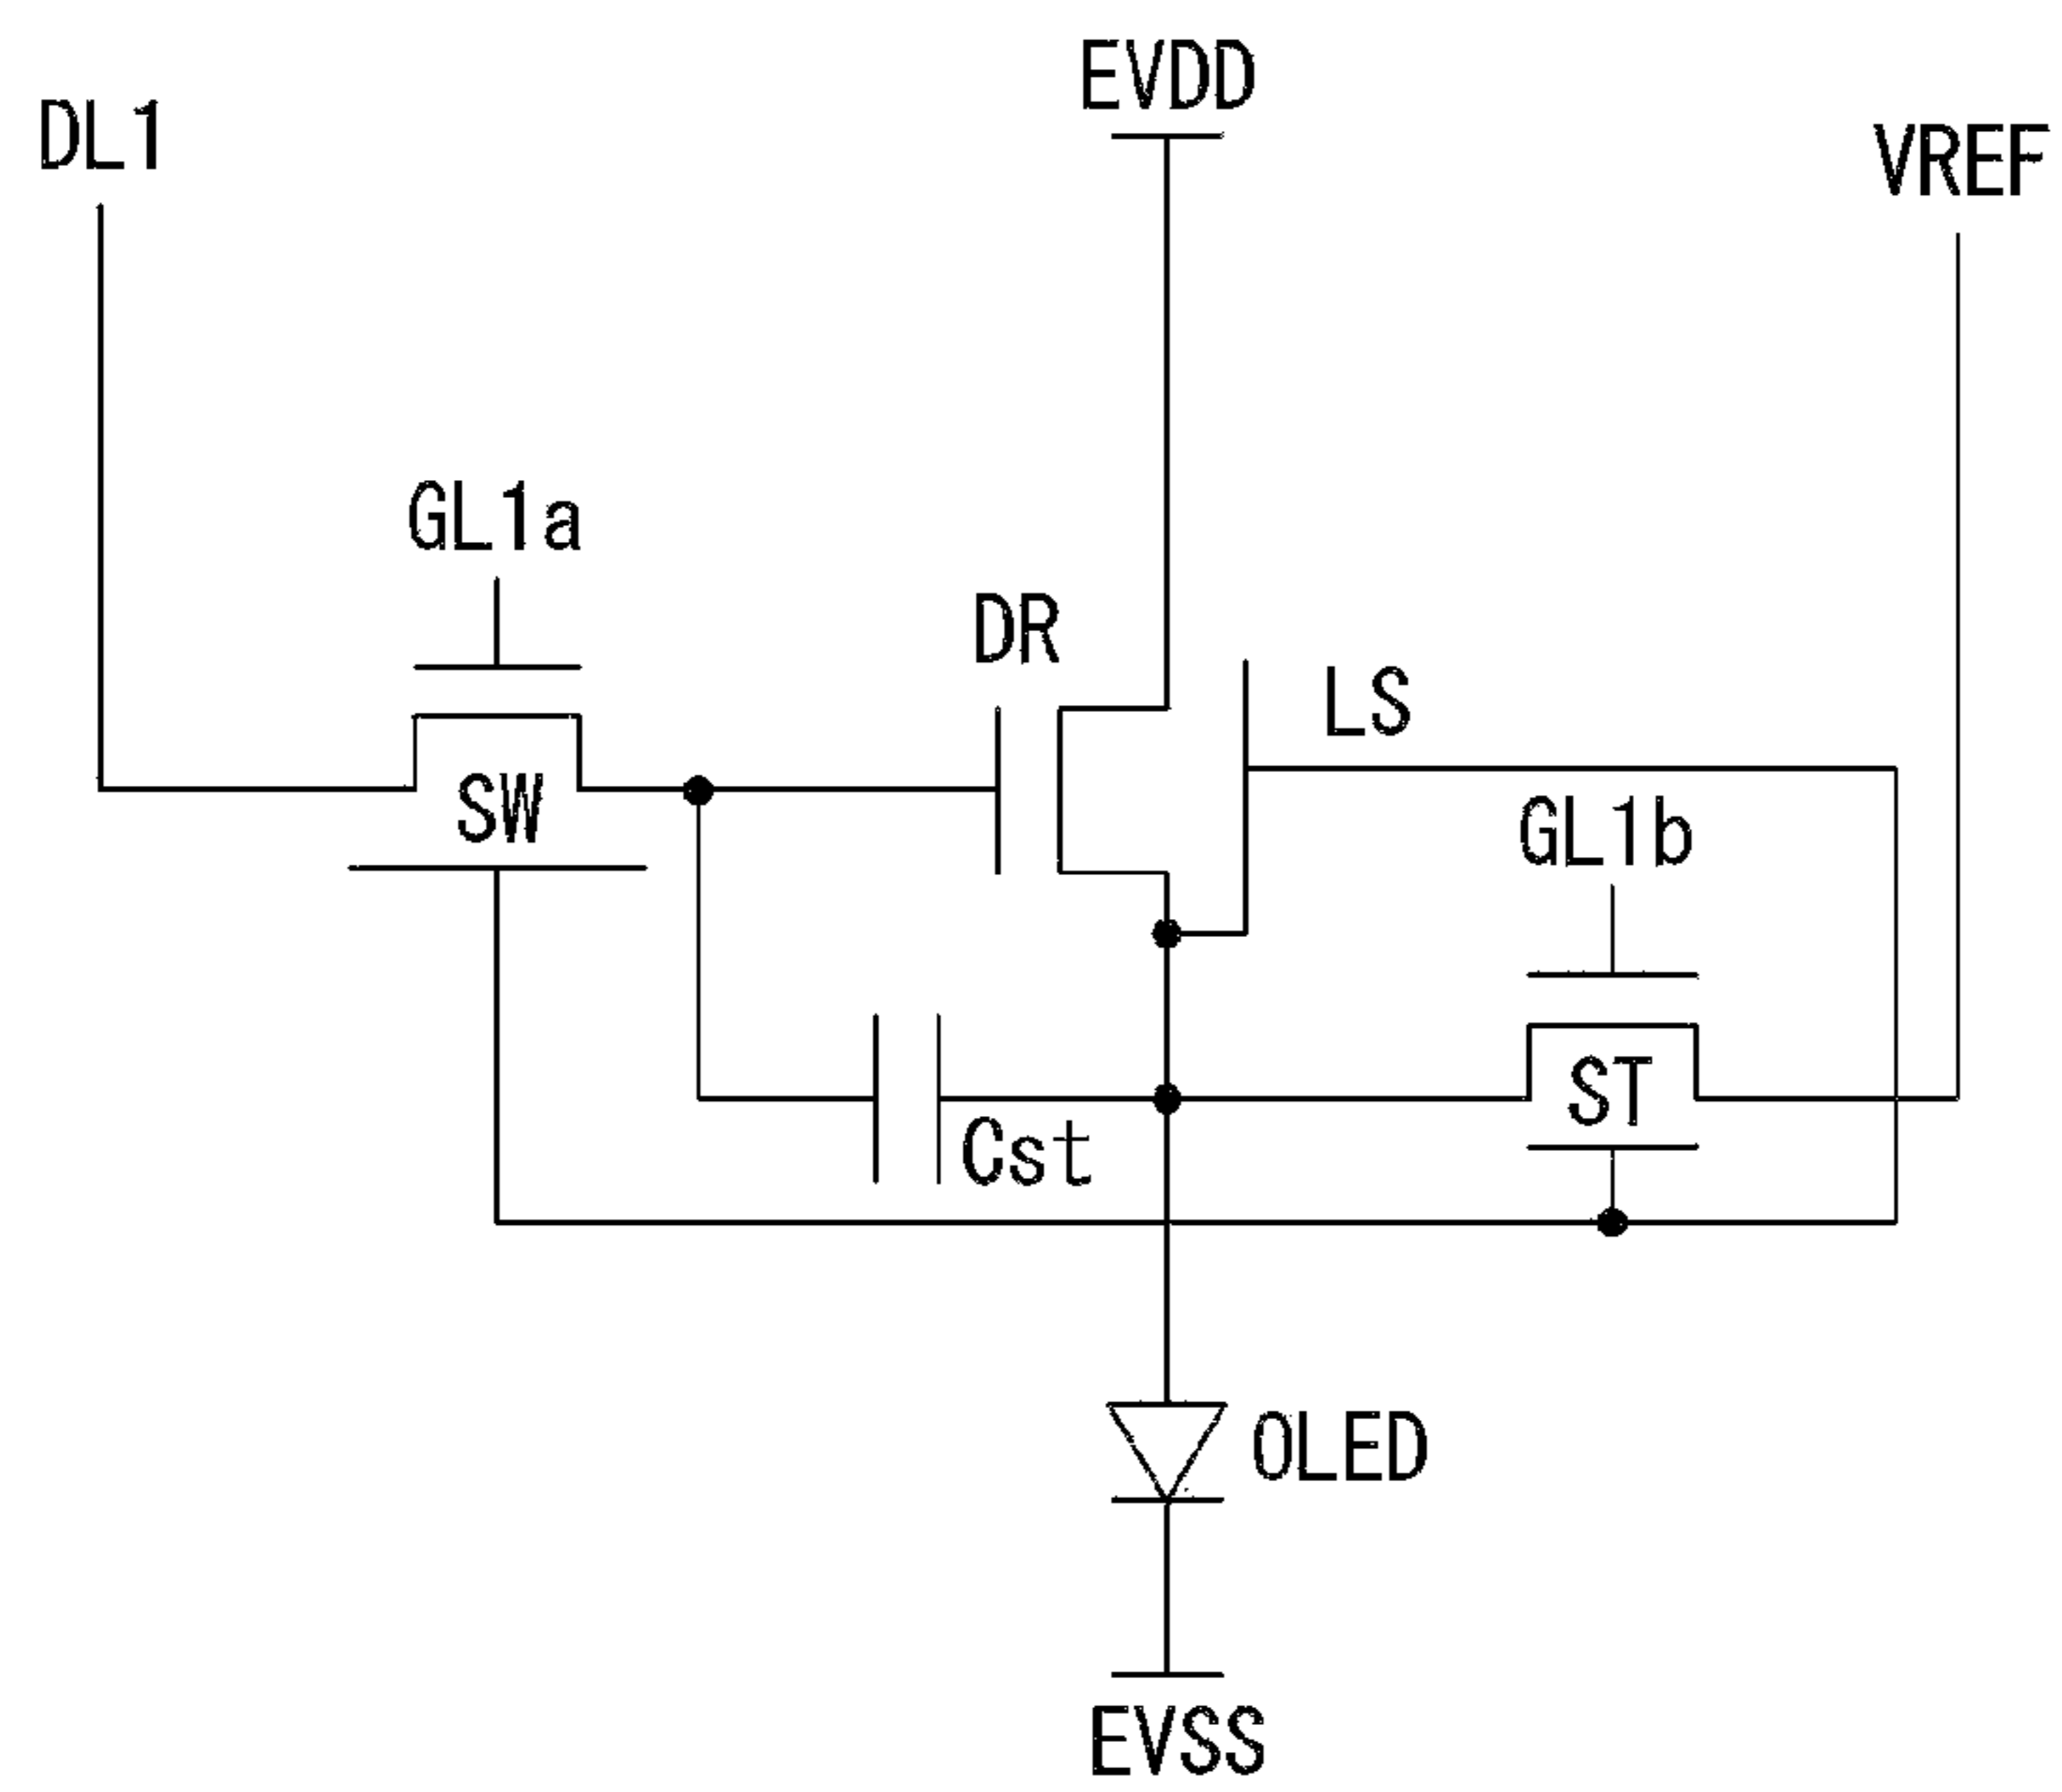 EVDD
DL1
VREF
GL1a
DR
LS
SW
GL1b
ST
Cst
OLED
EVSS